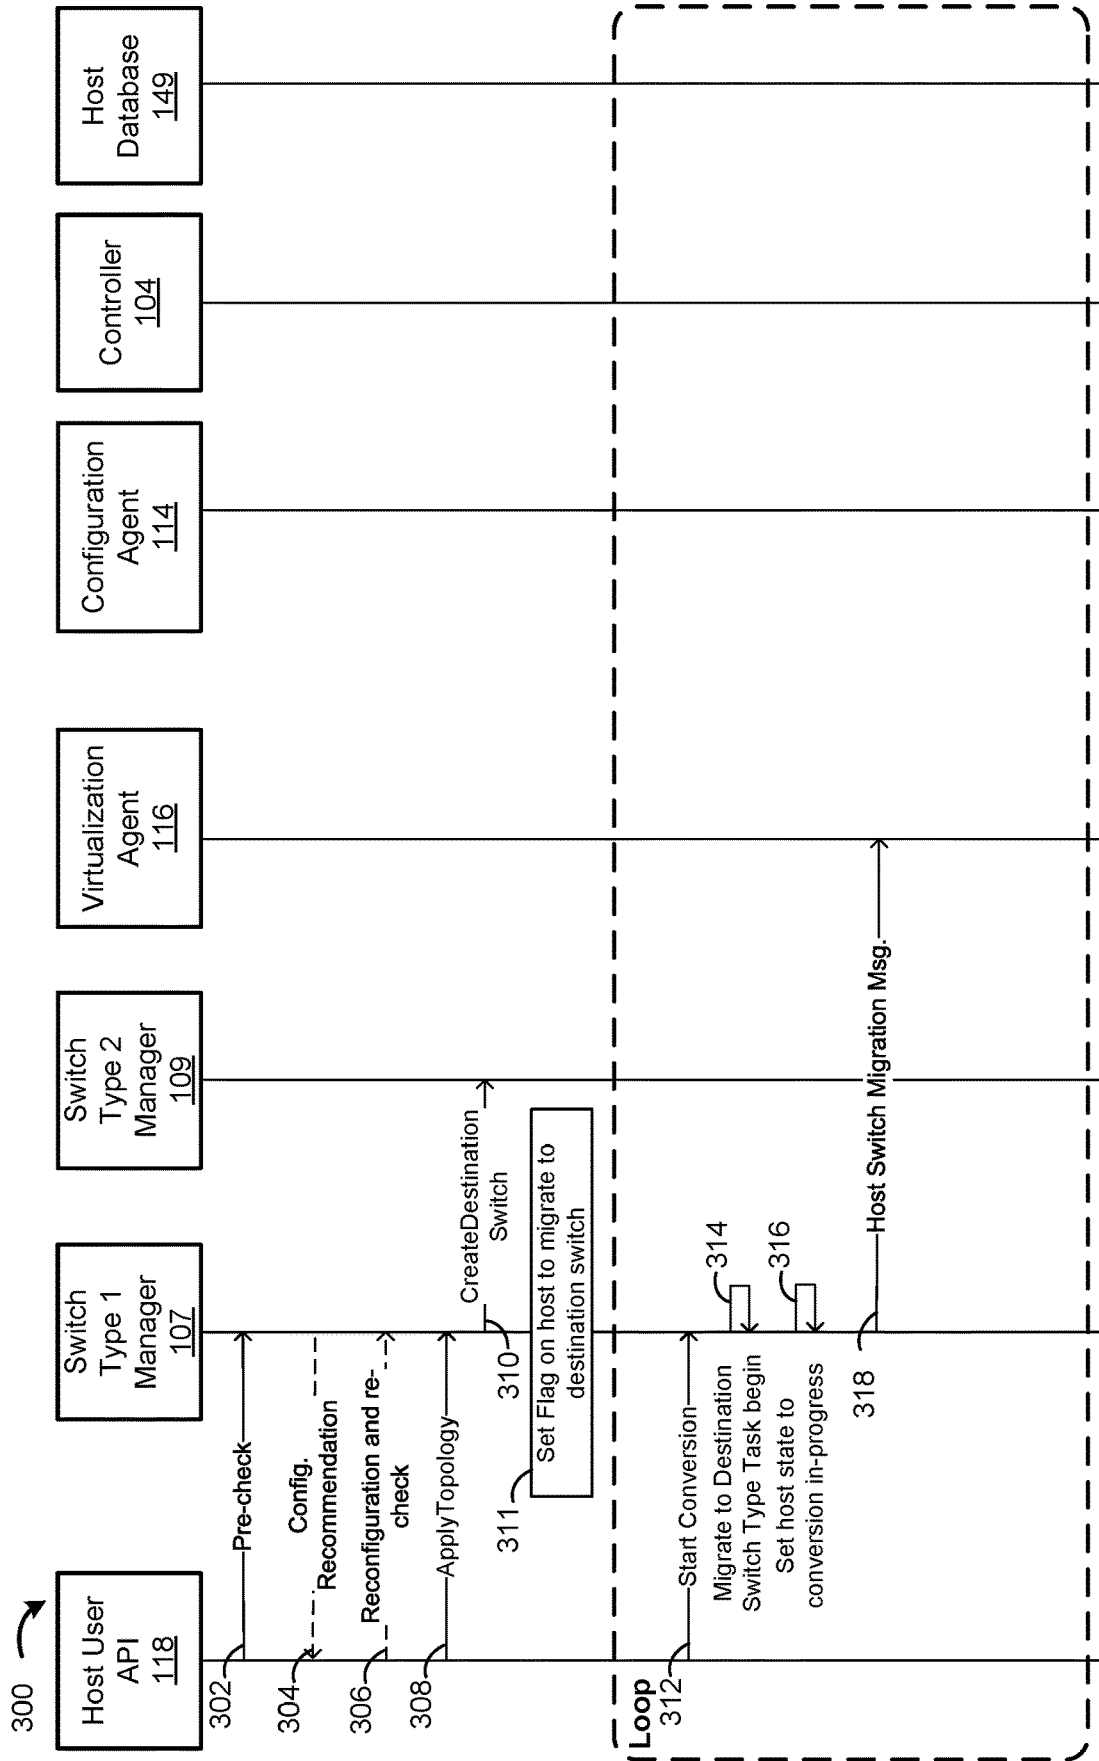 300
Host User
API
118
Switch
Type 1
Manager
107
Switch
Type 2
Manager
109
Virtualization
Agent
116
Configuration
Agent
114
Controller
104
Host
Database
149
302
Pre-check
304
Config.
Recommendation
306
Reconfiguration and re-
check
308
ApplyTopology
310
CreateDestination
Switch
311
Set Flag on host to migrate to
destination switch
Loop
312
Start Conversion
314
Migrate to Destination
Switch Type Task begin
316
Set host state to
conversion in-progress
318
Host Switch Migration Msg.